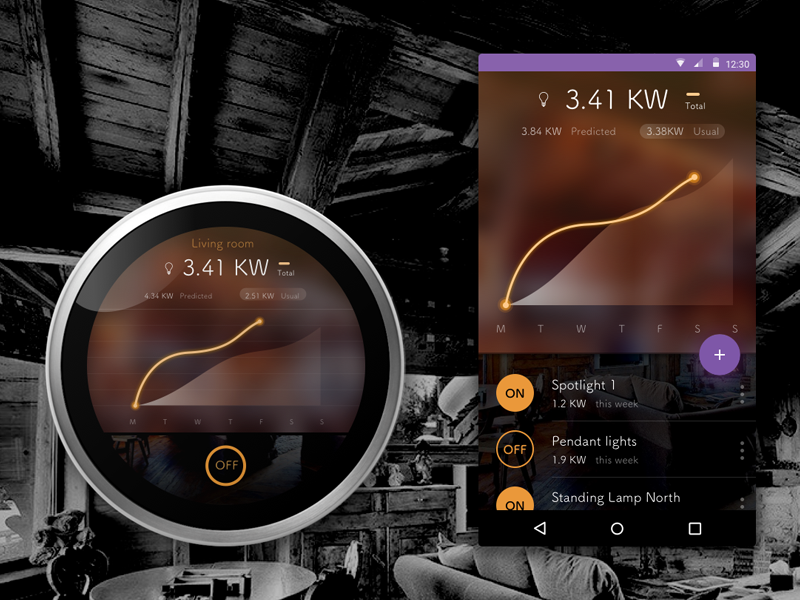 Living room
3.41 KW Total
4.34 KW Predicted 2.51 KW Usual
M T W T F S S
OFF
12:30
3.41 KW Total
3.84 KW Predicted 3.38KW Usual
M T W T F S S
+
ON Spotlight 1
1.2 KW this week
OFF Pendant lights
1.9 KW this week
ON Standing Lamp North